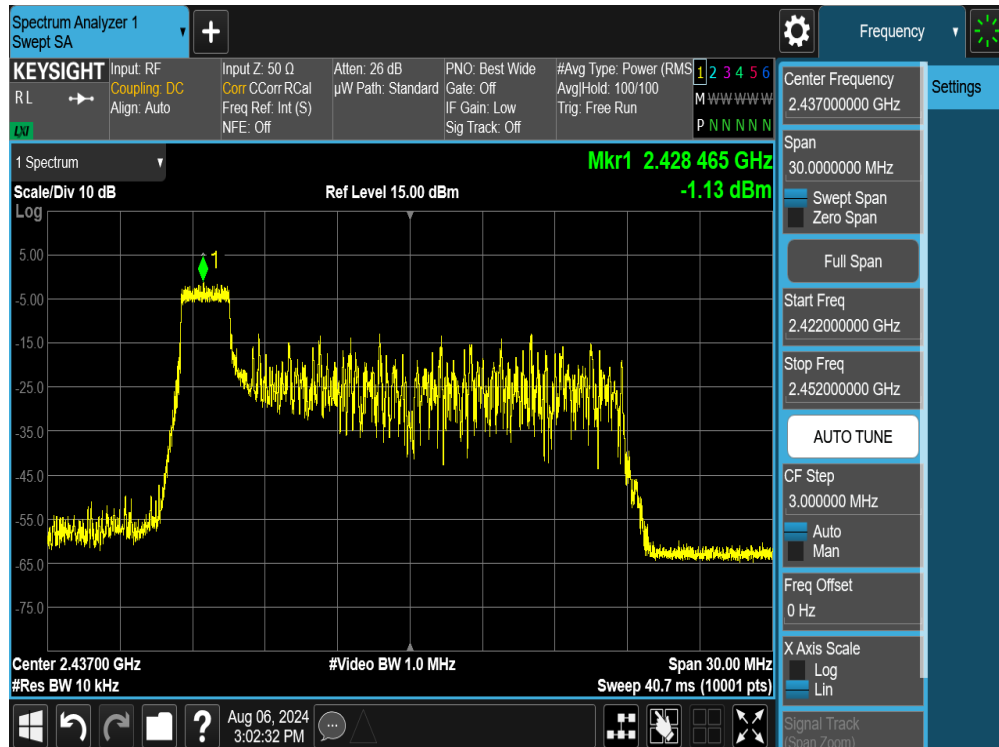 Spectrum Analyzer 1
Swept SA
+
Frequency
KEYSIGHT
RL
LXI
Input: RF
Coupling: DC
Align: Auto
Input Z: 50 Ω
Corr CCorr RCal
Freq Ref: Int (S)
NFE: Off
Atten: 26 dB
µW Path: Standard
PNO: Best Wide
Gate: Off
IF Gain: Low
Sig Track: Off
#Avg Type: Power (RMS
Avg|Hold: 100/100
Trig: Free Run
1 2 3 4 5 6
M W W W W W
P N N N N N
1 Spectrum
Scale/Div 10 dB
Log
Ref Level 15.00 dBm
Mkr1 2.428 465 GHz
-1.13 dBm
1
5.00
-5.00
-15.0
-25.0
-35.0
-45.0
-55.0
-65.0
-75.0
Center 2.43700 GHz
#Res BW 10 kHz
#Video BW 1.0 MHz
Span 30.00 MHz
Sweep 40.7 ms (10001 pts)
Center Frequency
2.437000000 GHz
Span
30.0000000 MHz
Swept Span
Zero Span
Full Span
Start Freq
2.422000000 GHz
Stop Freq
2.452000000 GHz
AUTO TUNE
CF Step
3.000000 MHz
Auto
Man
Freq Offset
0 Hz
X Axis Scale
Log
Lin
Signal Track
(Span Zoom)
Settings
?
Aug 06, 2024
3:02:32 PM